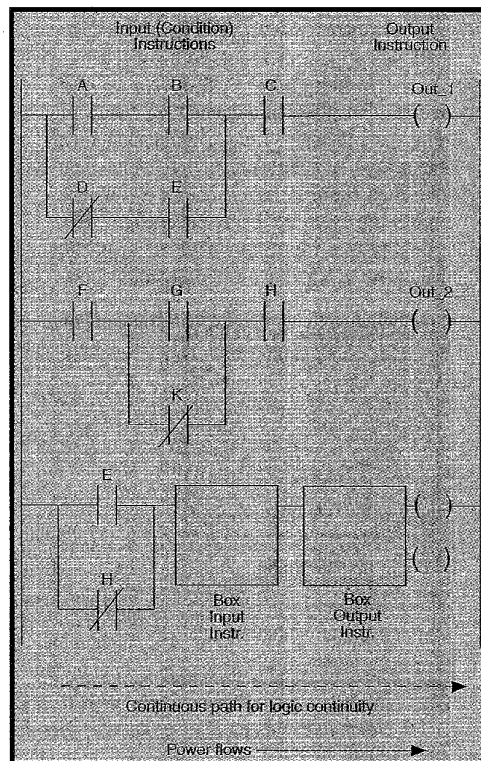 Input (Condition)
Instructions
Output
Instruction
A
B
C
Out_1
D
E
F
G
H
Out_2
K
E
H
Box
Input
Instr.
Box
Output
Instr.
Continuous path for logic continuity
Power flows